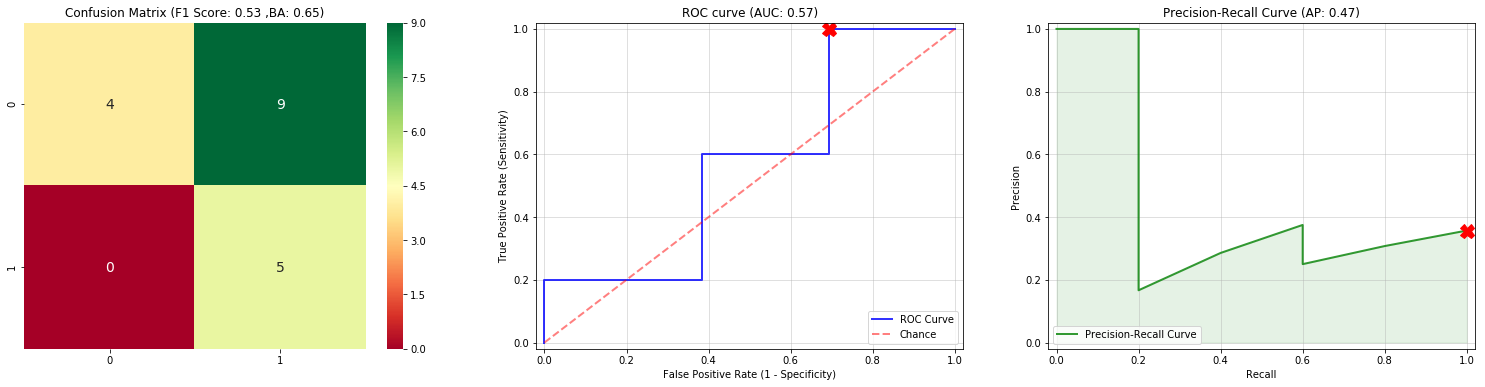 Confusion Matrix (F1 Score: 0.53 ,BA: 0.65)
0
1
4
9
0
5
0
1
9.0
7.5
6.0
4.5
3.0
1.5
0.0
ROC curve (AUC: 0.57)
True Positive Rate (Sensitivity)
1.0
0.8
0.6
0.4
0.2
0.0
ROC Curve
Chance
0.0 0.2 0.4 0.6 0.8 1.0
False Positive Rate (1 - Specificity)
Precision-Recall Curve (AP: 0.47)
Precision
1.0
0.8
0.6
0.4
0.2
0.0
Precision-Recall Curve
0.0 0.2 0.4 0.6 0.8 1.0
Recall